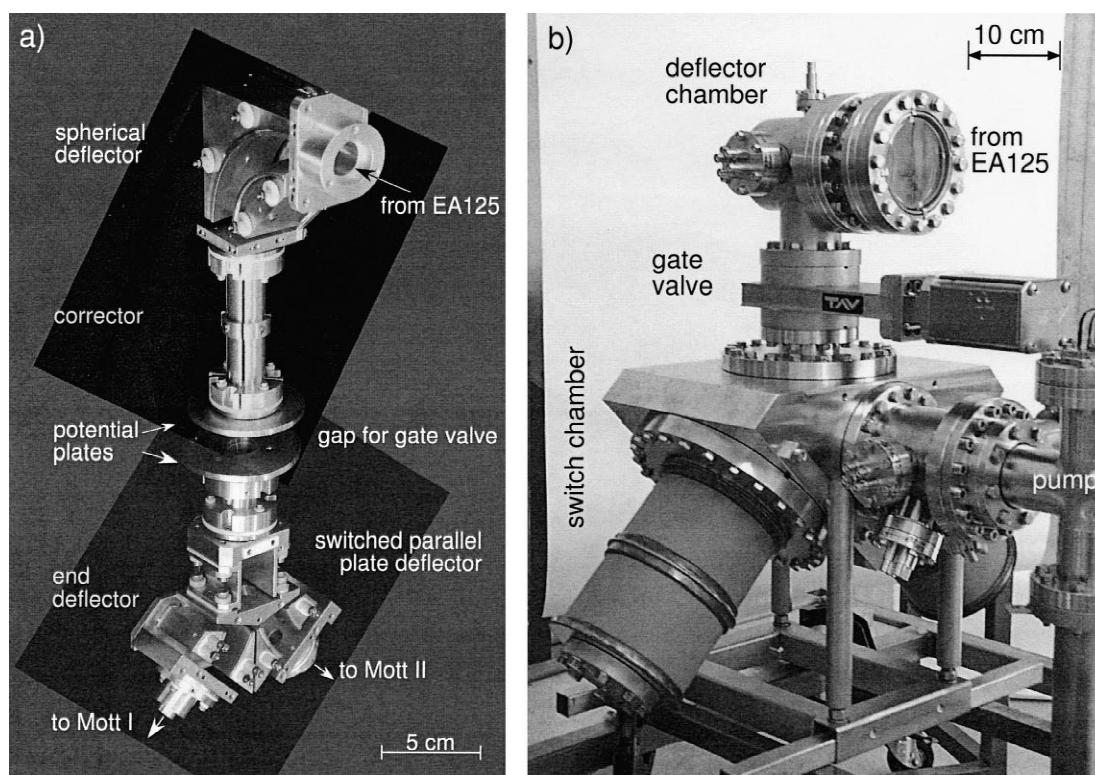 a)
spherical
deflector
from EA125
corrector
potential
plates
gap for gate valve
switched parallel
plate deflector
end
deflector
to Mott II
to Mott I
5 cm
b)
10 cm
deflector
chamber
from
EA125
gate
valve
TAV
switch chamber
pump